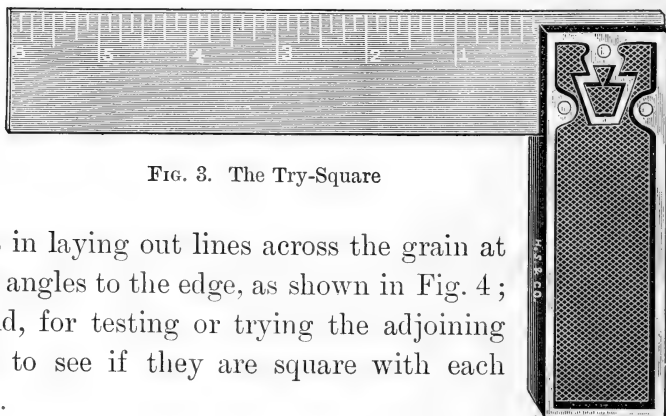 6 5 4 3 2 1
FIG. 3. The Try-Square
in laying out lines across the grain at
angles to the edge, as shown in Fig. 4;
for testing or trying the adjoining
to see if they are square with each
H. S. B. CO.